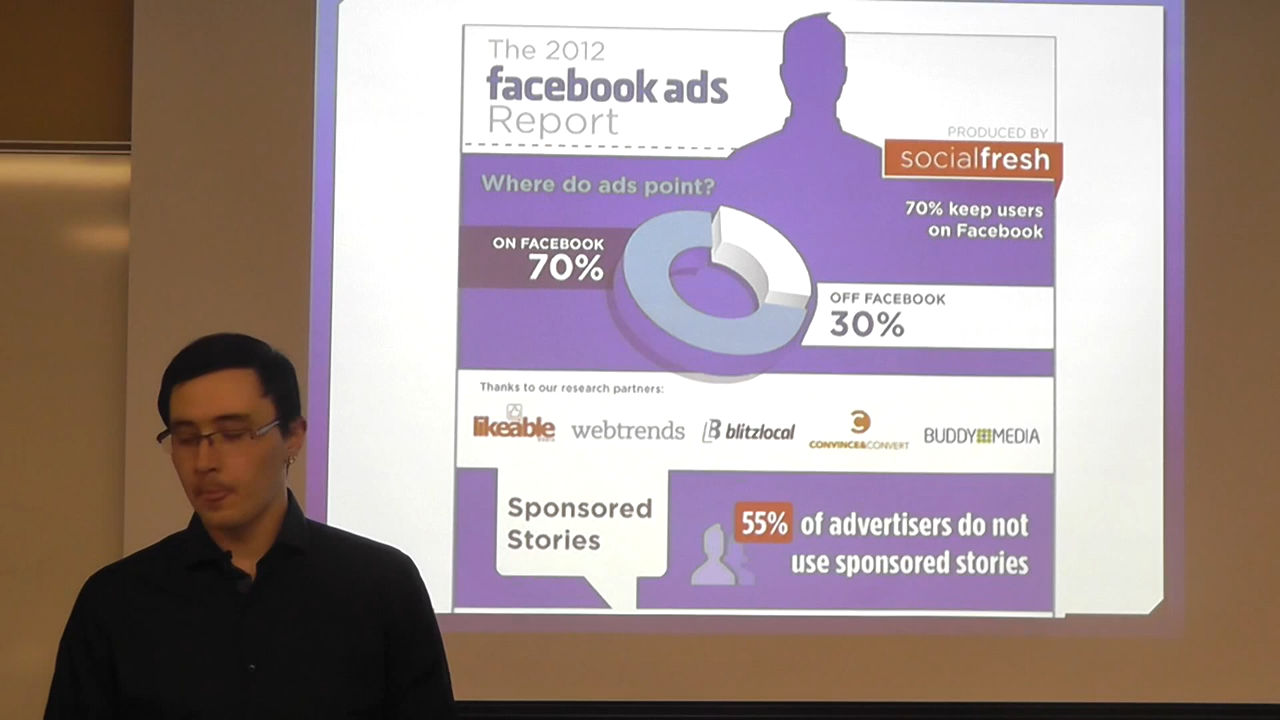 The 2012
facebook ads
Report
PRODUCED BY
socialfresh
Where do ads point?
70% keep users
on Facebook
ON FACEBOOK
70%
OFF FACEBOOK
30%
Thanks to our research partners:
likeable
webtrends
blitzlocal
CONVINCE&CONVERT
BUDDY MEDIA
Sponsored
Stories
55% of advertisers do not
use sponsored stories